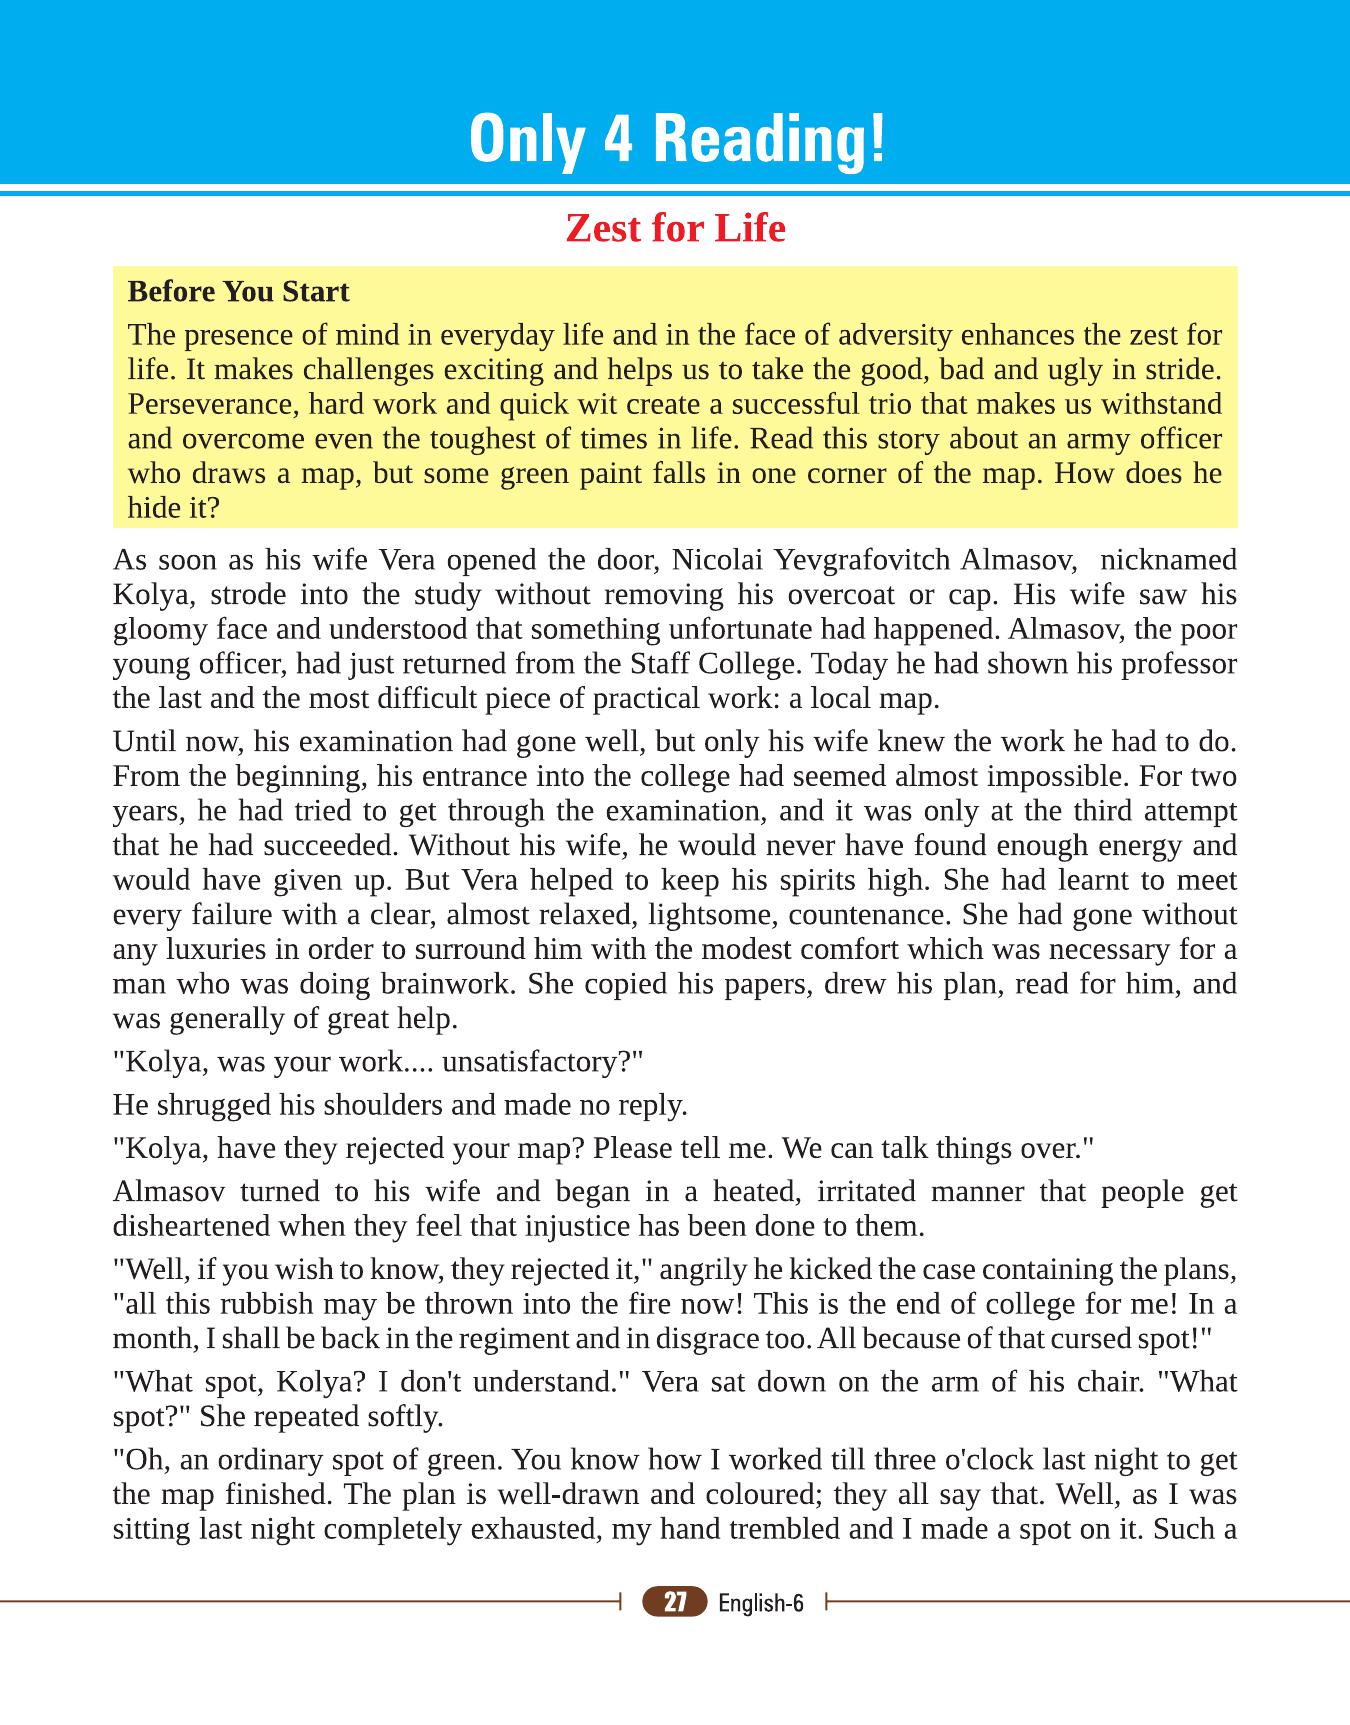 Only 4 Reading!
Zest for Life
Before You Start
The presence of mind in everyday life and in the face of adversity enhances the zest for
life. It makes challenges exciting and helps us to take the good, bad and ugly in stride.
Perseverance, hard work and quick wit create a successful trio that makes us withstand
and overcome even the toughest of times in life. Read this story about an army officer
who draws a map, but some green paint falls in one corner of the map. How does he
hide it?
As soon as his wife Vera opened the door, Nicolai Yevgrafovitch Almasov,  nicknamed
Kolya, strode into the study without removing his overcoat or cap. His wife saw his
gloomy face and understood that something unfortunate had happened. Almasov, the poor
young officer, had just returned from the Staff College. Today he had shown his professor
the last and the most difficult piece of practical work: a local map.
Until now, his examination had gone well, but only his wife knew the work he had to do.
From the beginning, his entrance into the college had seemed almost impossible. For two
years, he had tried to get through the examination, and it was only at the third attempt
that he had succeeded. Without his wife, he would never have found enough energy and
would have given up. But Vera helped to keep his spirits high. She had learnt to meet
every failure with a clear, almost relaxed, lightsome, countenance. She had gone without
any luxuries in order to surround him with the modest comfort which was necessary for a
man who was doing brainwork. She copied his papers, drew his plan, read for him, and
was generally of great help.
"Kolya, was your work.... unsatisfactory?"
He shrugged his shoulders and made no reply.
"Kolya, have they rejected your map? Please tell me. We can talk things over."
Almasov turned to his wife and began in a heated, irritated manner that people get
disheartened when they feel that injustice has been done to them.
"Well, if you wish to know, they rejected it," angrily he kicked the case containing the plans,
"all this rubbish may be thrown into the fire now! This is the end of college for me! In a
month, I shall be back in the regiment and in disgrace too. All because of that cursed spot!"
"What spot, Kolya? I don't understand." Vera sat down on the arm of his chair. "What
spot?" She repeated softly.
"Oh, an ordinary spot of green. You know how I worked till three o'clock last night to get
the map finished. The plan is well-drawn and coloured; they all say that. Well, as I was
sitting last night completely exhausted, my hand trembled and I made a spot on it. Such a
27 English-6